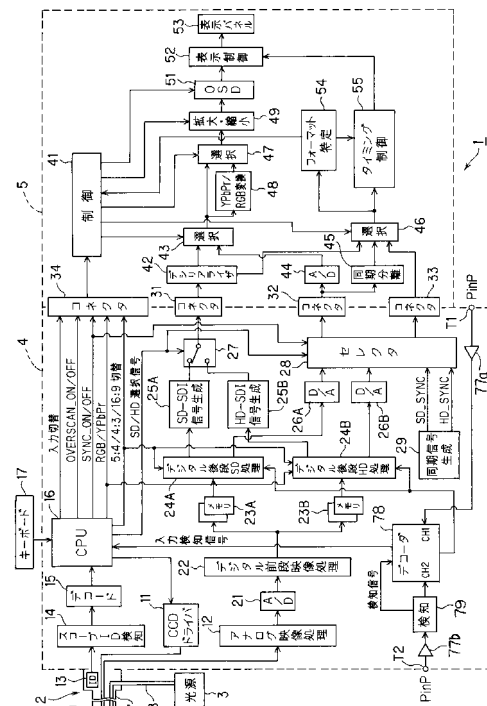 1
4
5
キーボード
17
16
CPU
入力切替
OVERSCAN_ON/OFF
SYNC_ON/OFF
RGB/YPbPr
5:4/4:3/16:9 切替
SD/HD 選択信号
デコード
15
スコープID検知
14
CCD
ドライバ
11
13
2
光源
3
アナログ映像処理
12
A/D
21
デジタル前段映像処理
22
入力検知信号
メモリ
23A
メモリ
23B
デジタル後段SD処理
24A
デジタル後段HD処理
24B
SD-SDI
信号生成
25A
HD-SDI
信号生成
25B
D/A
26A
D/A
26B
27
セレクタ
28
同期信号
生成
29
SD_SYNC
HD_SYNC
デコーダ
CH1
CH2
78
検知信号
検知
79
77b
T2
PinP
77a
T1
PinP
コネクタ
34
コネクタ
31
コネクタ
32
コネクタ
33
制御
41
デシリアライザ
42
選択
43
A/D
44
同期分離
45
選択
46
選択
47
YPbPr/
RGB変換
48
拡大・縮小
49
OSD
51
表示制御
52
表示パネル
53
フォーマット
特定
54
タイミング
制御
55